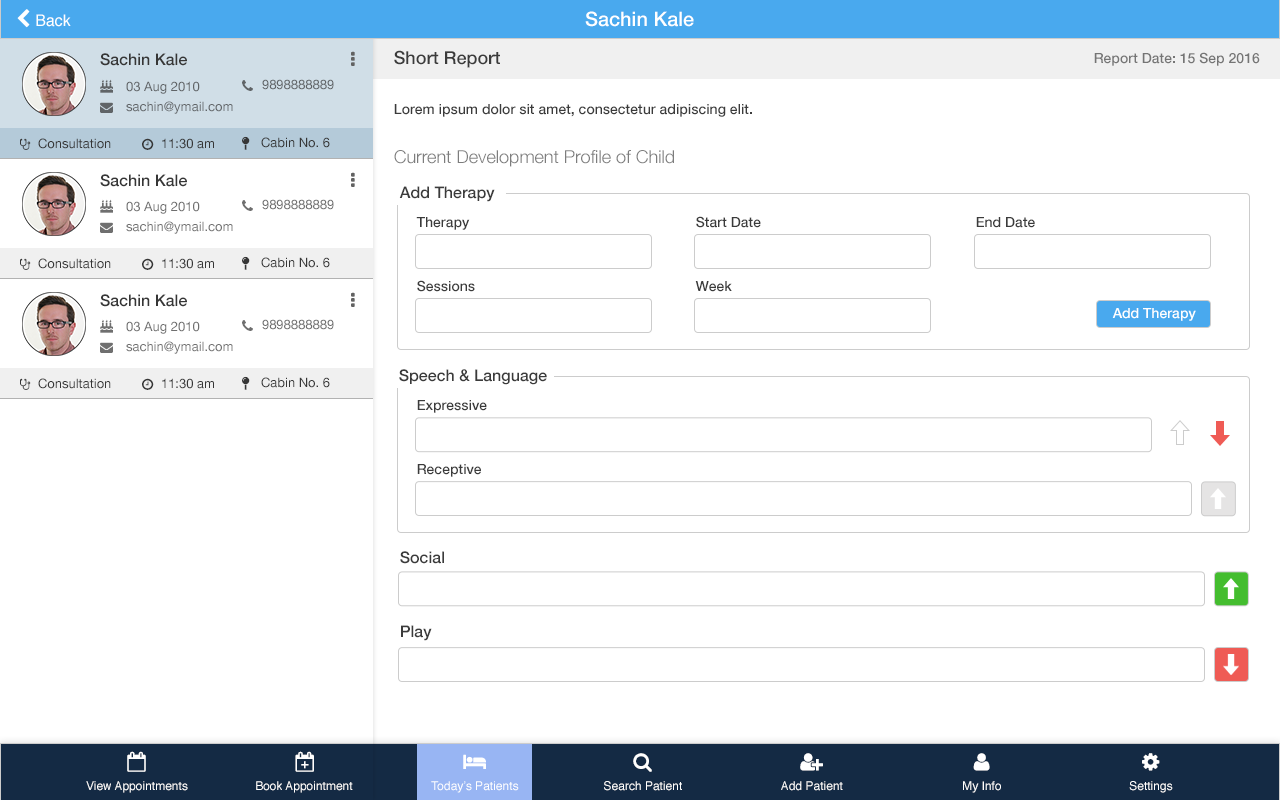 Back
Sachin Kale
Sachin Kale
03 Aug 2010
9898888889
sachin@ymail.com
Consultation
11:30 am
Cabin No. 6
Sachin Kale
03 Aug 2010
9898888889
sachin@ymail.com
Consultation
11:30 am
Cabin No. 6
Sachin Kale
03 Aug 2010
9898888889
sachin@ymail.com
Consultation
11:30 am
Cabin No. 6
Short Report
Report Date: 15 Sep 2016
Lorem ipsum dolor sit amet, consectetur adipiscing elit.
Current Development Profile of Child
Add Therapy
Therapy
Start Date
End Date
Sessions
Week
Add Therapy
Speech & Language
Expressive
Receptive
Social
Play
View Appointments
Book Appointment
Today's Patients
Search Patient
Add Patient
My Info
Settings